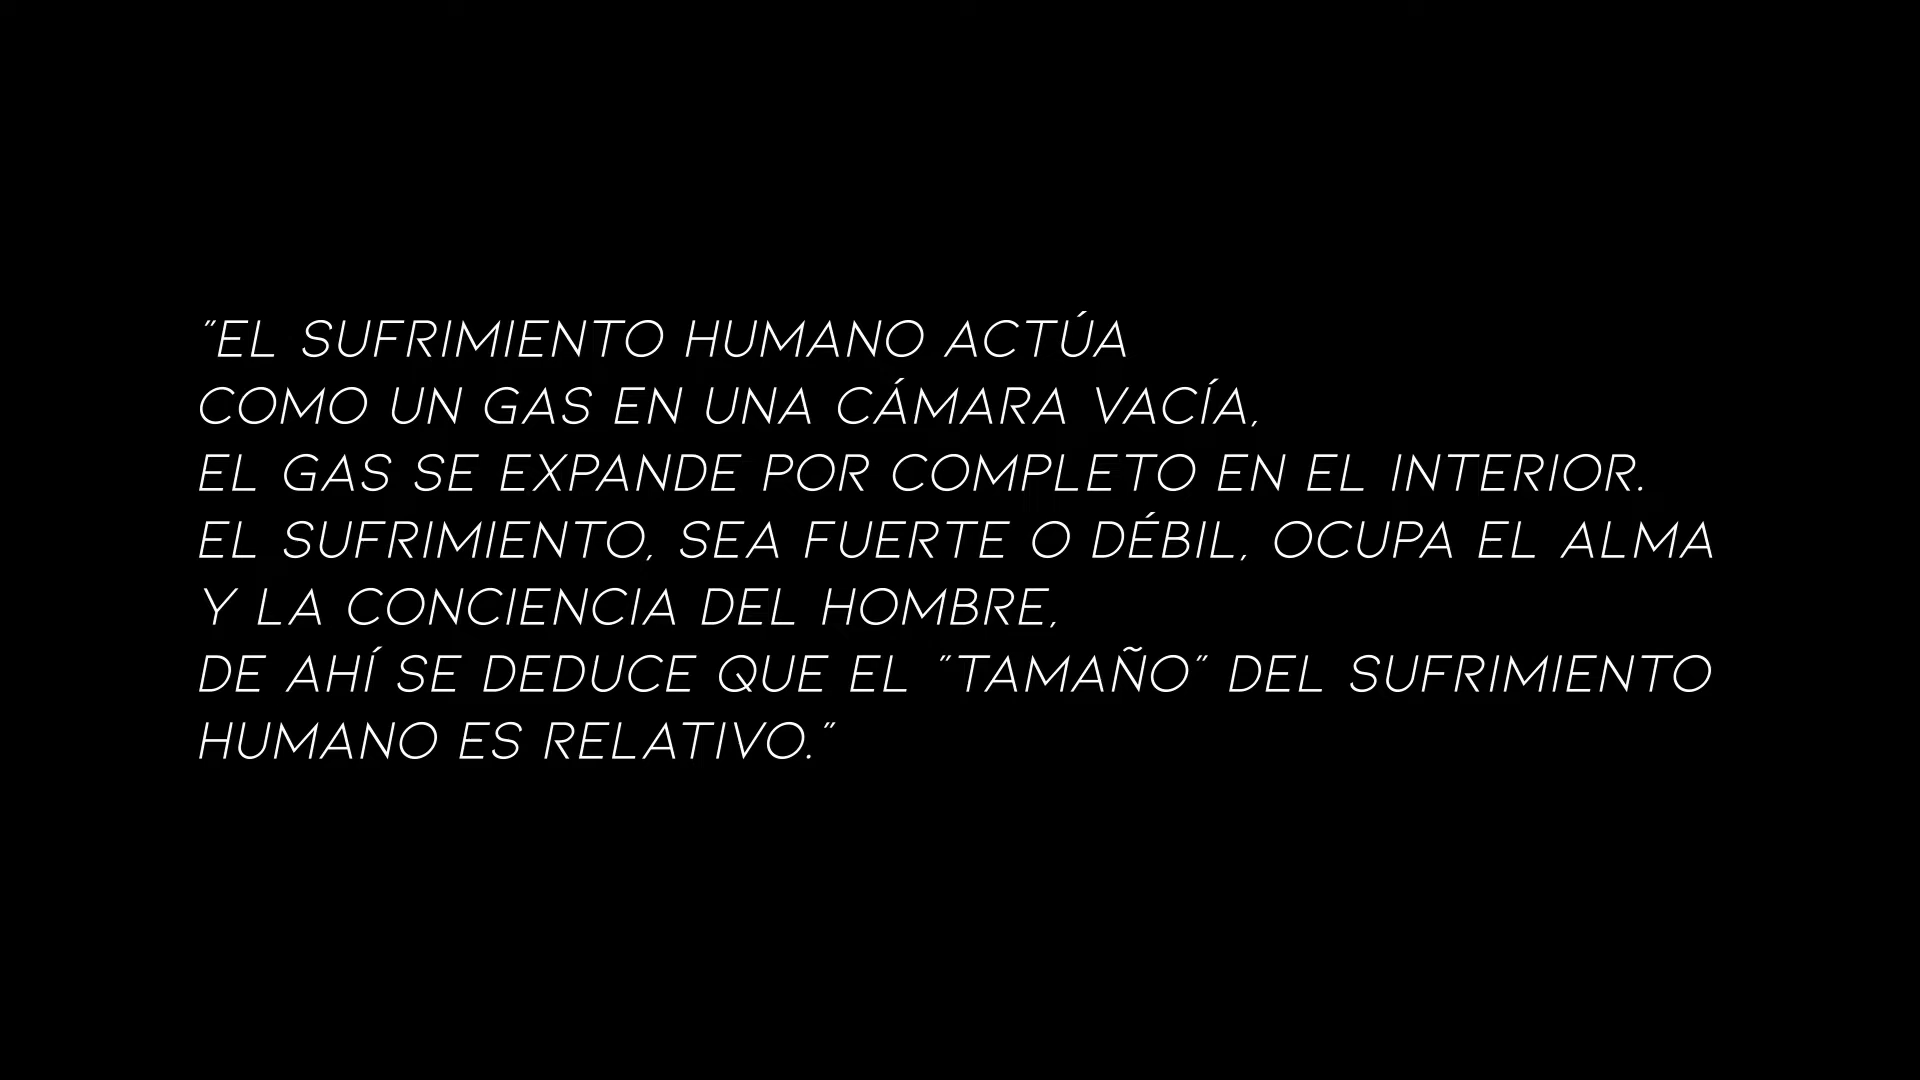 "EL SUFRIMIENTO HUMANO ACTÚA
COMO UN GAS EN UNA CÁMARA VACÍA,
EL GAS SE EXPANDE POR COMPLETO EN EL INTERIOR.
EL SUFRIMIENTO, SEA FUERTE O DÉBIL, OCUPA EL ALMA
Y LA CONCIENCIA DEL HOMBRE,
DE AHÍ SE DEDUCE QUE EL "TAMAÑO" DEL SUFRIMIENTO
HUMANO ES RELATIVO."